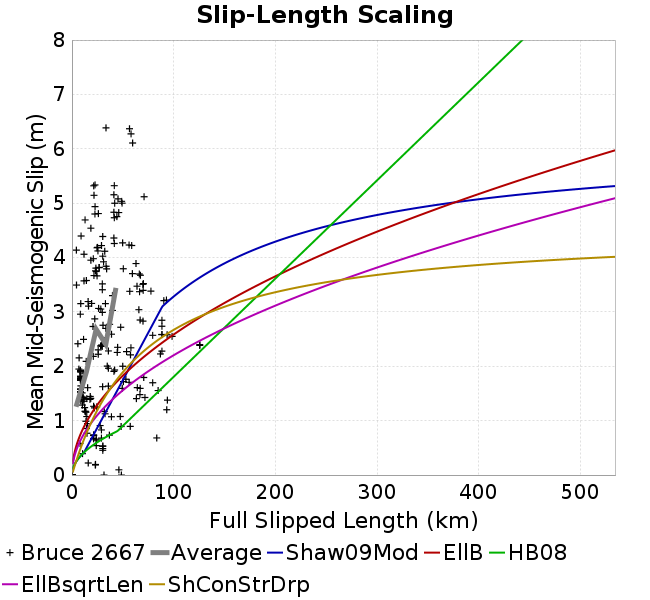 Slip-Length Scaling
Mean Mid-Seismogenic Slip (m)
8
7
6
5
4
3
2
1
0
0 100 200 300 400 500
Full Slipped Length (km)
Bruce 2667 Average Shaw09Mod EllB HB08
EllBsqrtLen ShConStrDrp